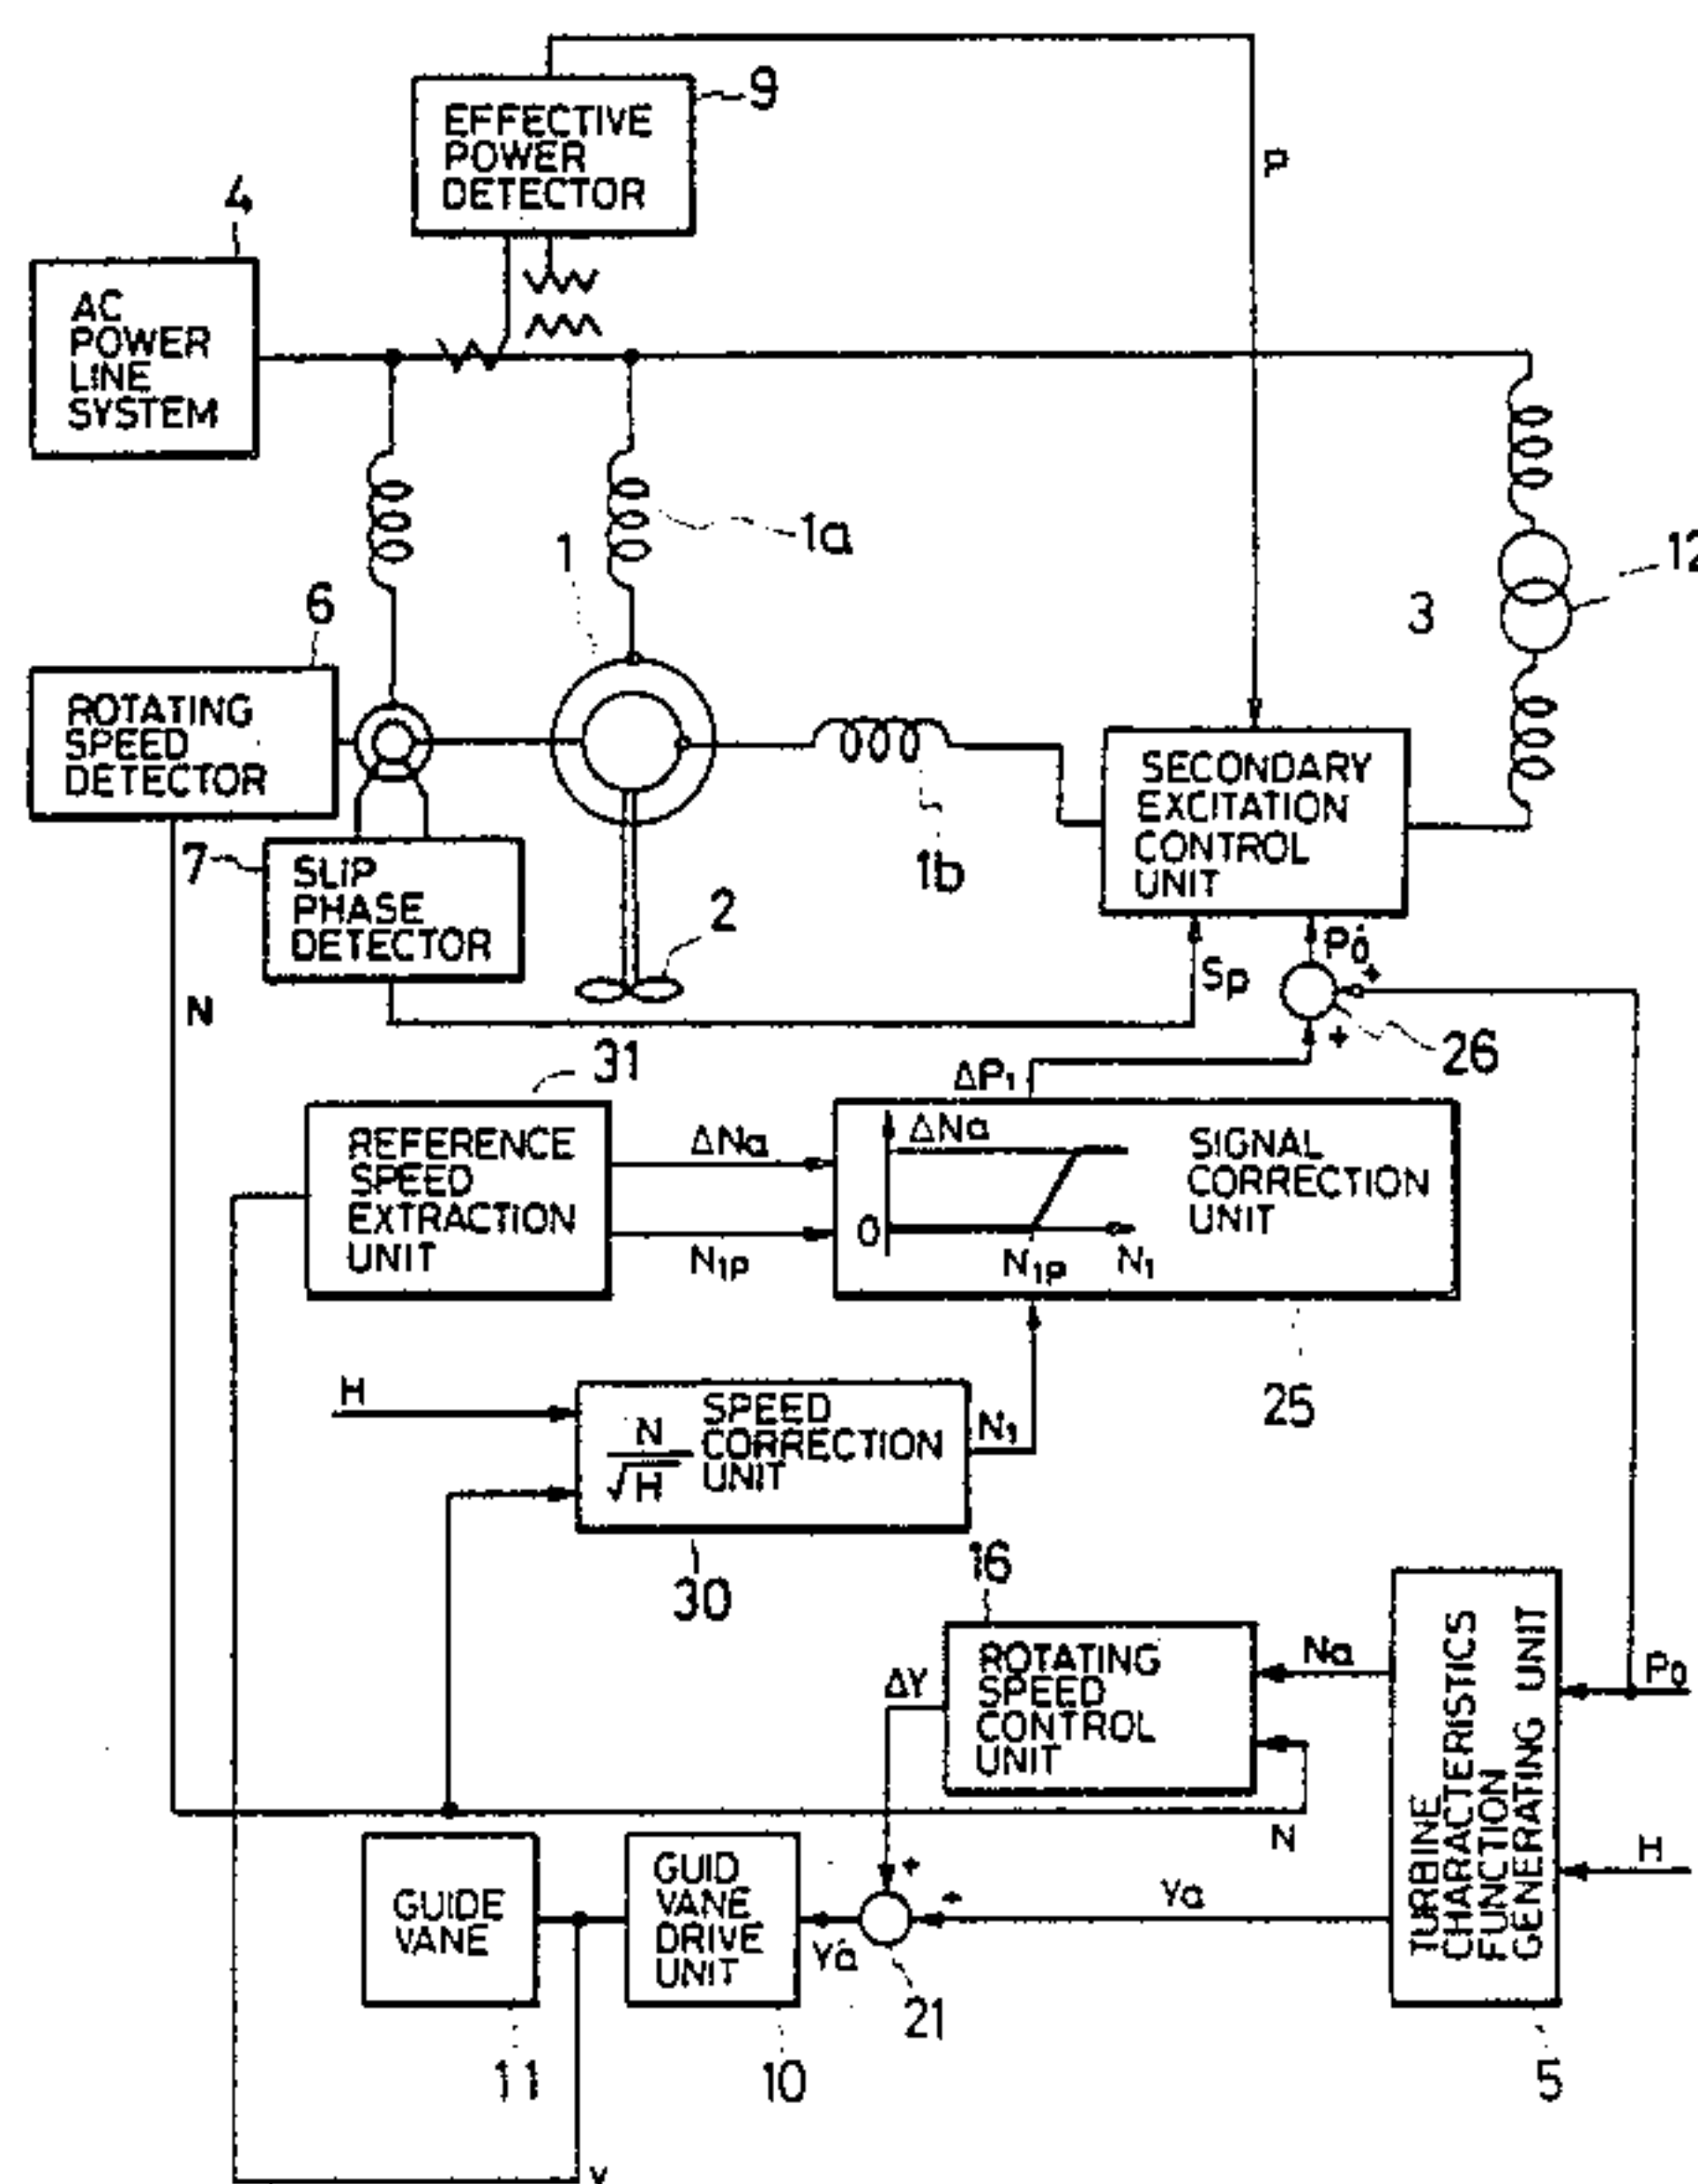 9
EFFECTIVE
POWER
DETECTOR
P
4
AC
POWER
LINE
SYSTEM
1a
1
12
3
6
ROTATING
SPEED
DETECTOR
SECONDARY
EXCITATION
CONTROL
UNIT
1b
7
SLIP
PHASE
DETECTOR
2
N
Sp
Pó
+
+
26
31
ΔP₁
REFERENCE
SPEED
EXTRACTION
UNIT
ΔNa
N₁p
ΔNa
0
N₁p
N₁
SIGNAL
CORRECTION
UNIT
25
H
N
√H
SPEED
CORRECTION
UNIT
N₁
30
16
ROTATING
SPEED
CONTROL
UNIT
ΔY
Na
N
TURBINE
CHARACTERISTICS
FUNCTION
GENERATING UNIT
P₀
H
GUIDE
VANE
GUID
VANE
DRIVE
UNIT
+
+
Yá
Ya
21
11
10
5
Y